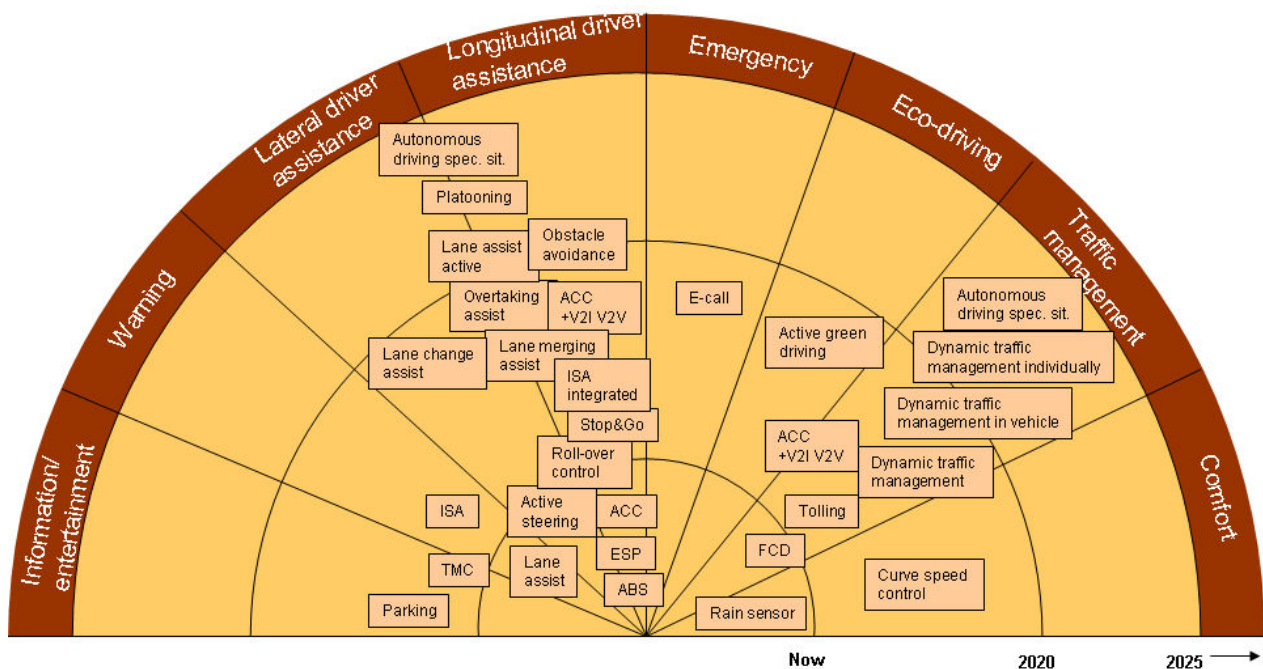 Information/
entertainment
Warning
Lateral driver
assistance
Longitudinal driver
assistance
Emergency
Eco-driving
Traffic
management
Comfort
Autonomous
driving spec. sit.
Platooning
Lane assist
active
Obstacle
avoidance
Overtaking
assist
ACC
+V2I V2V
Lane change
assist
Lane merging
assist
ISA
integrated
Stop&Go
Roll-over
control
ISA
Active
steering
ACC
TMC
Lane
assist
ESP
ABS
Parking
E-call
Autonomous
driving spec. sit.
Active green
driving
Dynamic traffic
management individually
Dynamic traffic
management in vehicle
ACC
+V2I V2V
Dynamic traffic
management
Tolling
FCD
Curve speed
control
Rain sensor
Now
2020
2025